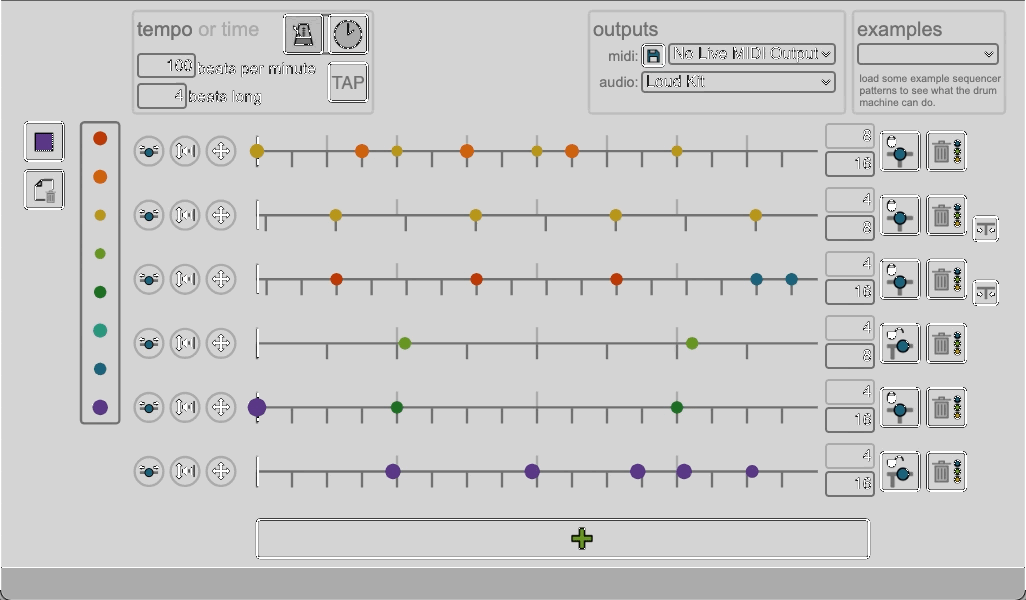 tempo or time
100 beats per minute
4 beats long
TAP
outputs
midi: No Live MIDI Output
audio: Loud Kit
examples
load some example sequencer
patterns to see what the drum
machine can do.
8
16
4
8
4
16
4
8
4
16
4
16